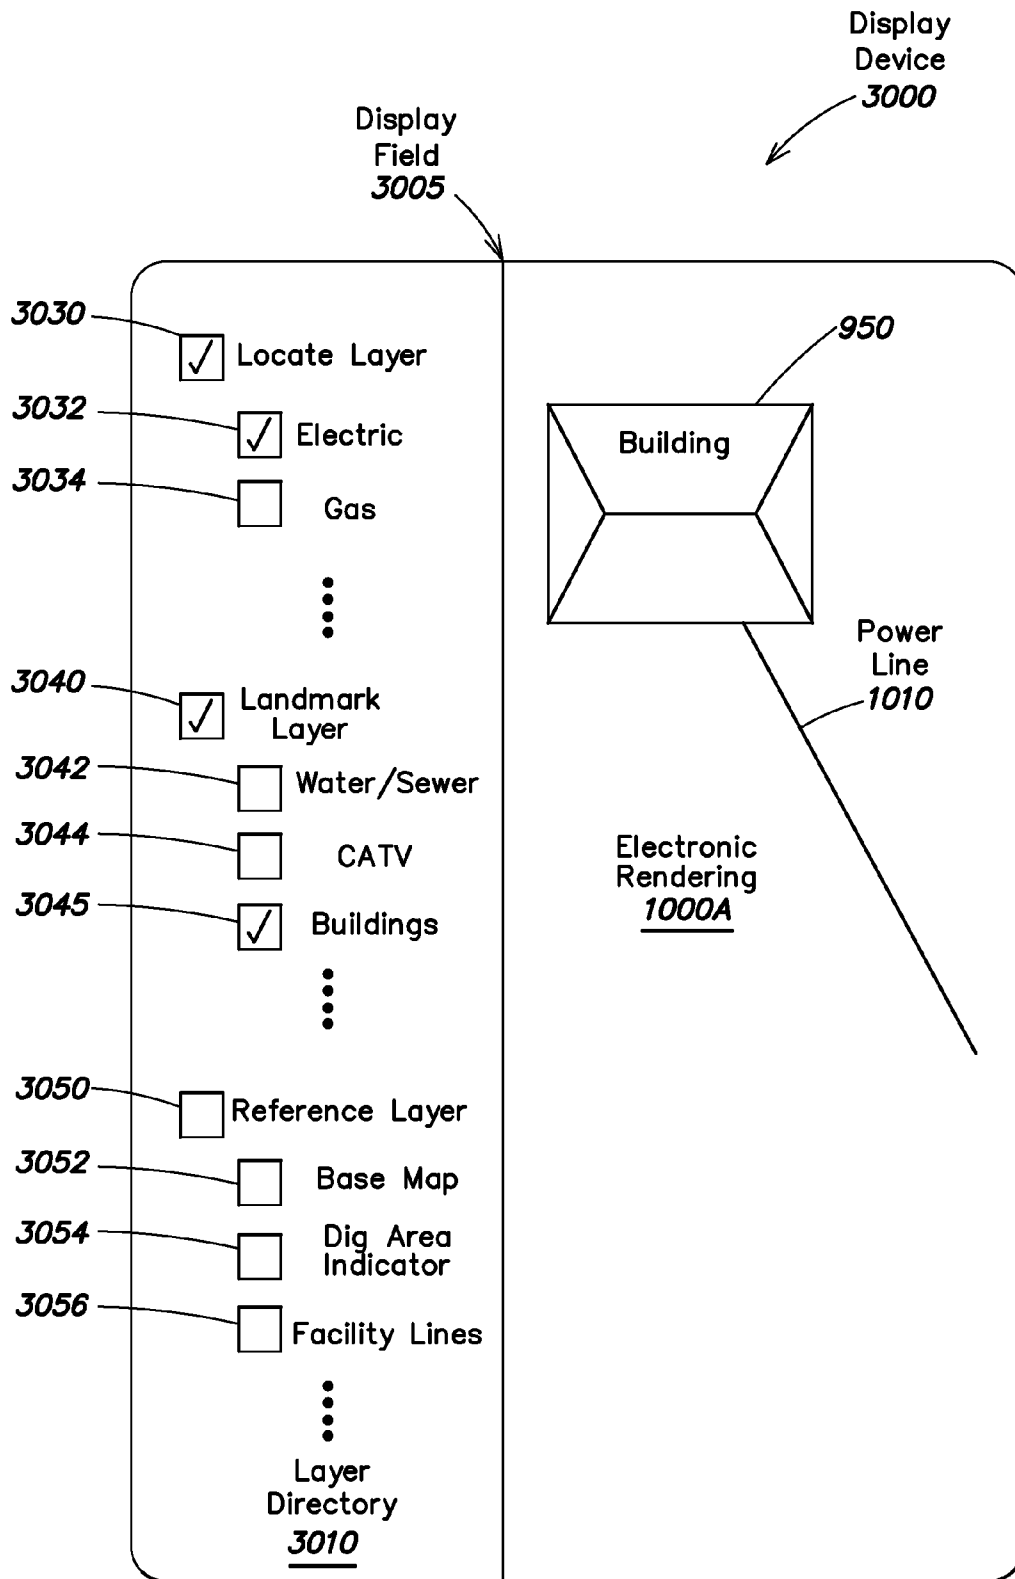 Display
Device
3000
Display
Field
3005
3030
Locate Layer
3032
Electric
3034
Gas
3040
Landmark
Layer
3042
Water/Sewer
3044
CATV
3045
Buildings
3050
Reference Layer
3052
Base Map
3054
Dig Area
Indicator
3056
Facility Lines
Layer
Directory
3010
950
Building
Power
Line
1010
Electronic
Rendering
1000A